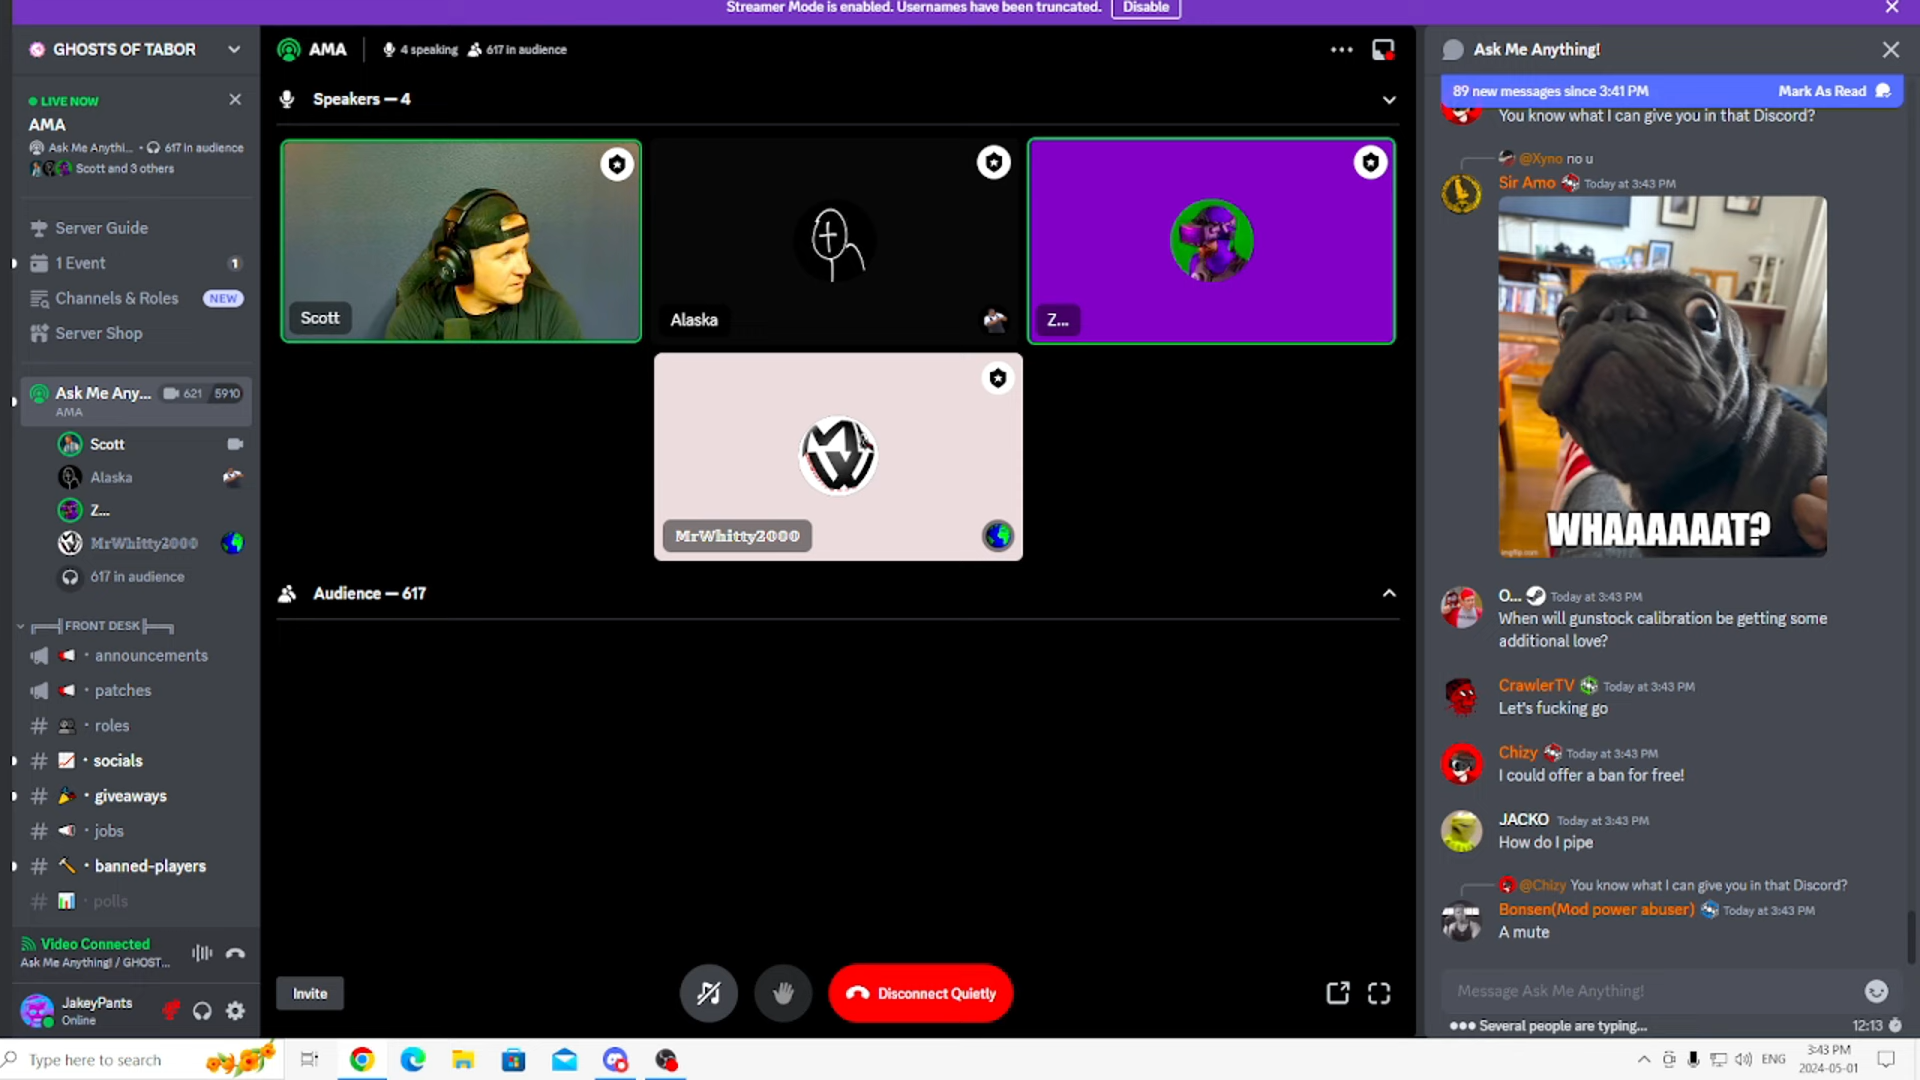 Streamer Mode is enabled. Usernames have been truncated.
Disable
GHOSTS OF TABOR
LIVE NOW
AMA
Ask Me Anythi... • 617 in audience
Scott and 3 others
Server Guide
1 Event
1
Channels & Roles
NEW
Server Shop
Ask Me Any...
621 5910
AMA
Scott
Alaska
Z...
MrWhitty2000
617 in audience
FRONT DESK
announcements
patches
roles
socials
giveaways
jobs
banned-players
polls
Video Connected
Ask Me Anything! / GHOST...
JakeyPants
Online
AMA
4 speaking
617 in audience
Speakers — 4
Scott
Alaska
Z...
MrWhitty2000
Audience — 617
Invite
Disconnect Quietly
Ask Me Anything!
89 new messages since 3:41 PM
Mark As Read
You know what I can give you in that Discord?
@Xyno no u
Sir Amo Today at 3:43 PM
WHAAAAAAT?
imgflip.com
O... Today at 3:43 PM
When will gunstock calibration be getting some
additional love?
CrawlerTV Today at 3:43 PM
Let's fucking go
Chizy Today at 3:43 PM
I could offer a ban for free!
JACKO Today at 3:43 PM
How do I pipe
@Chizy You know what I can give you in that Discord?
Bonsen(Mod power abuser) Today at 3:43 PM
A mute
Message Ask Me Anything!
Several people are typing...
12:13
Type here to search
ENG
3:43 PM
2024-05-01